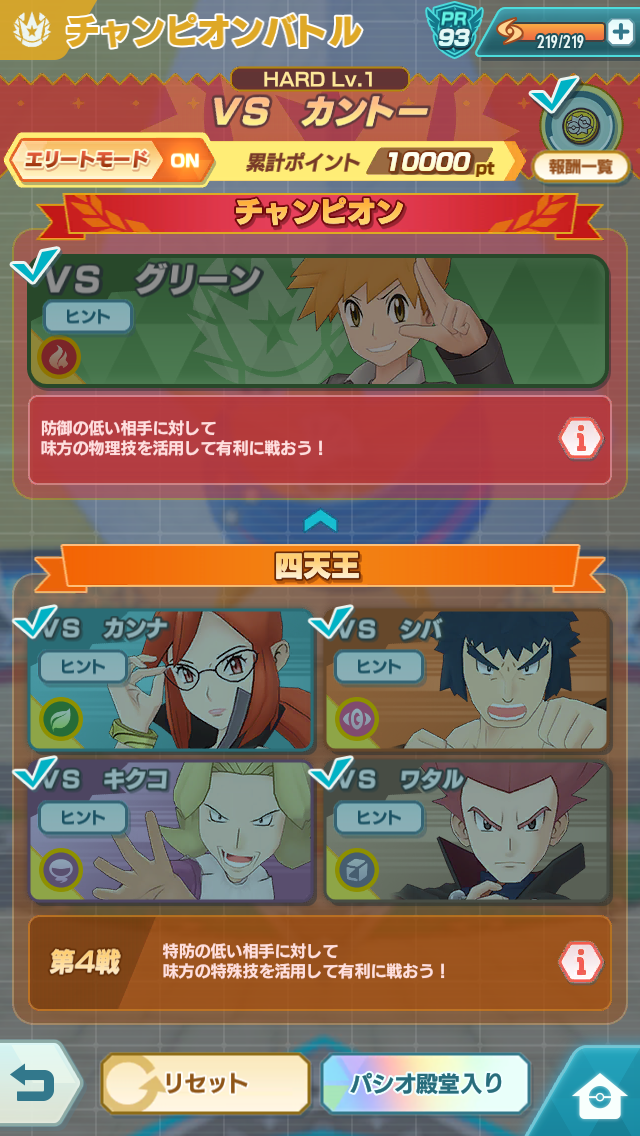 チャンピオンバトル
PR
93
219/219
HARD Lv.1
VS カントー
エリートモード ON
累計ポイント 10000pt
報酬一覧
チャンピオン
VS グリーン
ヒント
防御の低い相手に対して
味方の物理技を活用して有利に戦おう！
四天王
VS カンナ
ヒント
VS シバ
ヒント
VS キクコ
ヒント
VS ワタル
ヒント
第4戦
特防の低い相手に対して
味方の特殊技を活用して有利に戦おう！
リセット
パシオ殿堂入り